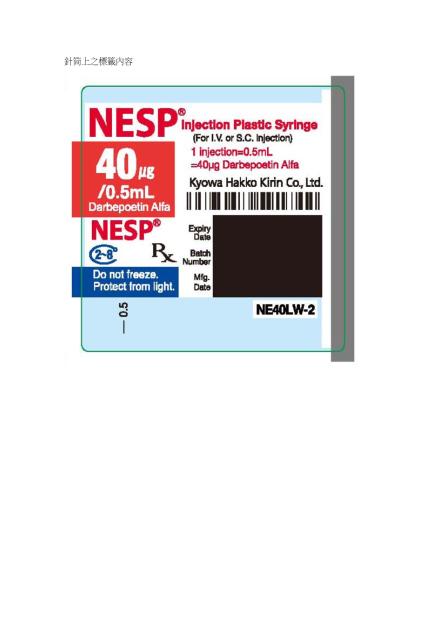 針筒上之標籤內容
NESP® Injection Plastic Syringe
(For I.V. or S.C. Injection)
40 μg
/0.5mL
Darbepoetin Alfa
1 injection=0.5mL
=40μg Darbepoetin Alfa
Kyowa Hakko Kirin Co., Ltd.
NESP®
2~8°
Rx
Do not freeze.
Protect from light.
Expiry
Date
Batch
Number
Mfg.
Date
— 0.5
NE40LW-2